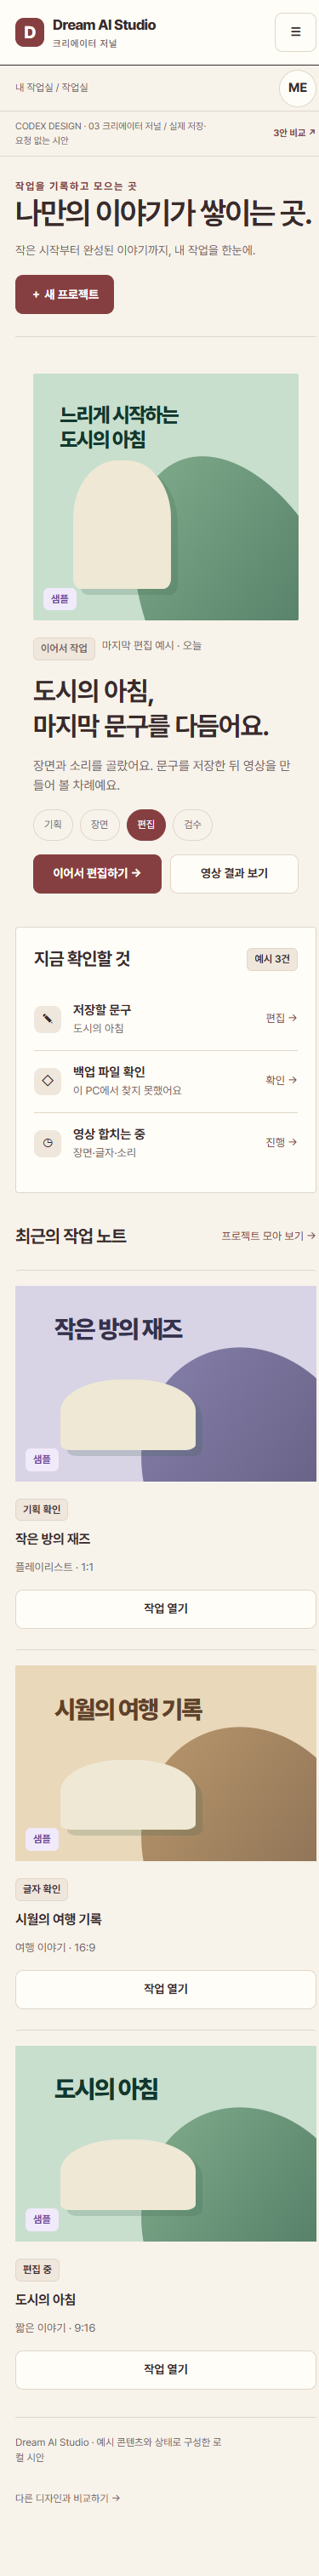 D
Dream AI Studio
크리에이터 저널
☰
내 작업실 / 작업실
ME
CODEX DESIGN · 03 크리에이터 저널 / 실제 저장·
요청 없는 시안
3안 비교 ↗
작업을 기록하고 모으는 곳
나만의 이야기가 쌓이는 곳.
작은 시작부터 완성된 이야기까지, 내 작업을 한눈에.
+ 새 프로젝트
느리게 시작하는
도시의 아침
샘플
이어서 작업
마지막 편집 예시 · 오늘
도시의 아침,
마지막 문구를 다듬어요.
장면과 소리를 골랐어요. 문구를 저장한 뒤 영상을 만
들어 볼 차례예요.
기획
장면
편집
검수
이어서 편집하기 →
영상 결과 보기
지금 확인할 것
예시 3건
저장할 문구
도시의 아침
편집 →
백업 파일 확인
이 PC에서 찾지 못했어요
확인 →
영상 합치는 중
장면·글자·소리
진행 →
최근의 작업 노트
프로젝트 모아 보기 →
작은 방의 재즈
샘플
기획 확인
작은 방의 재즈
플레이리스트 · 1:1
작업 열기
시월의 여행 기록
샘플
글자 확인
시월의 여행 기록
여행 이야기 · 16:9
작업 열기
도시의 아침
샘플
편집 중
도시의 아침
짧은 이야기 · 9:16
작업 열기
Dream AI Studio · 예시 콘텐츠와 상태로 구성한 로
컬 시안
다른 디자인과 비교하기 →